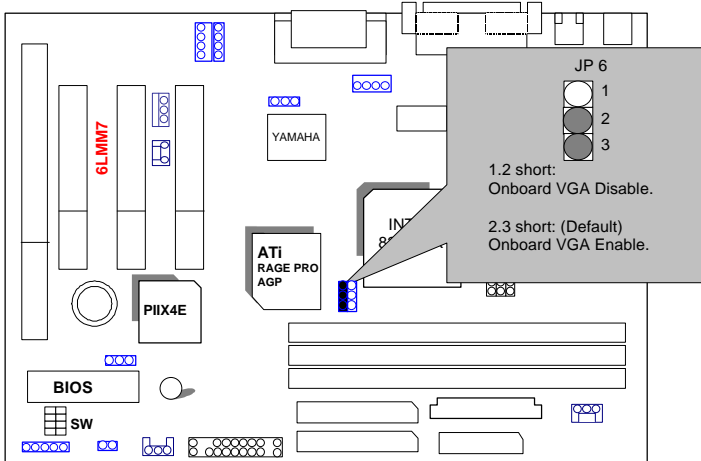 JP 6
1
2
3
1.2 short:
Onboard VGA Disable.
2.3 short: (Default)
Onboard VGA Enable.
6LMM7
YAMAHA
ATi
RAGE PRO
AGP
PIIX4E
BIOS
SW